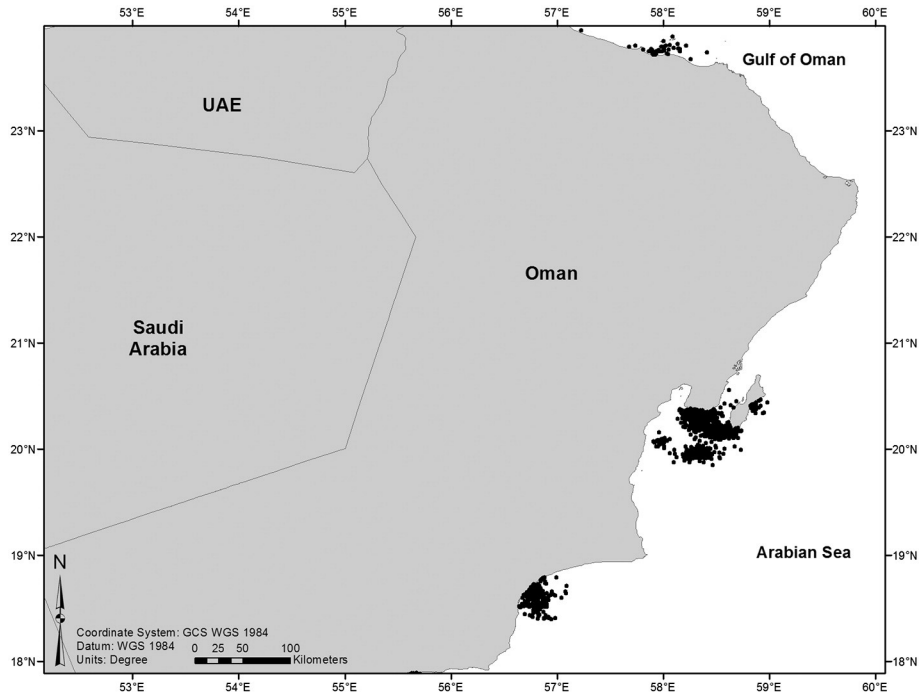 53°E 54°E 55°E 56°E 57°E 58°E 59°E 60°E
Gulf of Oman
UAE
23°N 23°N
22°N 22°N
Oman
Saudi
Arabia
21°N 21°N
20°N 20°N
19°N 19°N
Arabian Sea
N
Coordinate System: GCS WGS 1984
Datum: WGS 1984
Units: Degree
0 25 50 100
Kilometers
18°N 18°N
53°E 54°E 55°E 56°E 57°E 58°E 59°E 60°E